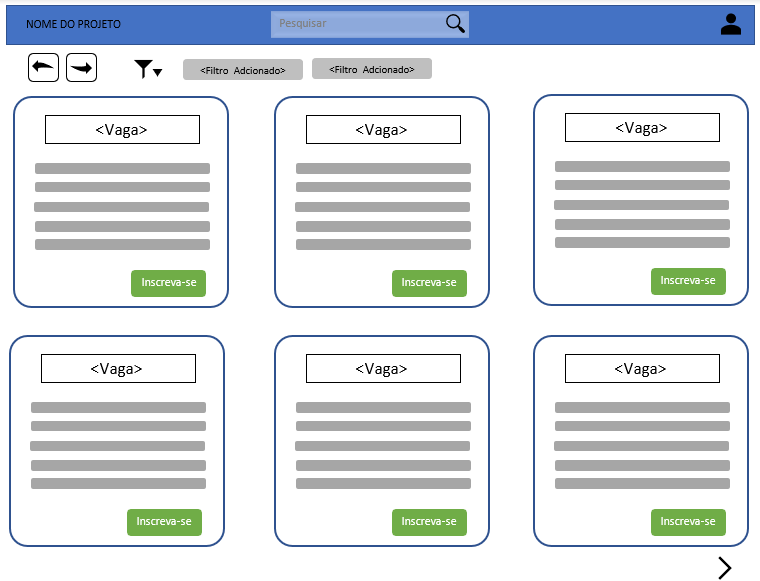 NOME DO PROJETO
Pesquisar
<Filtro Adcionado>
<Filtro Adcionado>
<Vaga>
<Vaga>
<Vaga>
Inscreva-se
Inscreva-se
Inscreva-se
<Vaga>
<Vaga>
<Vaga>
Inscreva-se
Inscreva-se
Inscreva-se